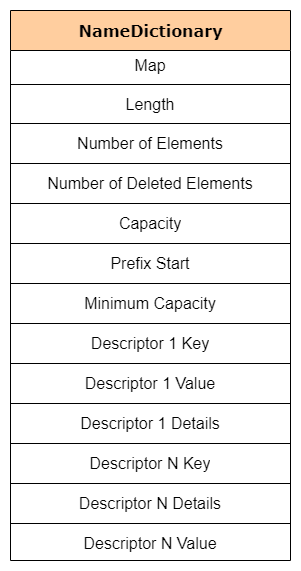 NameDictionary
Map
Length
Number of Elements
Number of Deleted Elements
Capacity
Prefix Start
Minimum Capacity
Descriptor 1 Key
Descriptor 1 Value
Descriptor 1 Details
Descriptor N Key
Descriptor N Details
Descriptor N Value